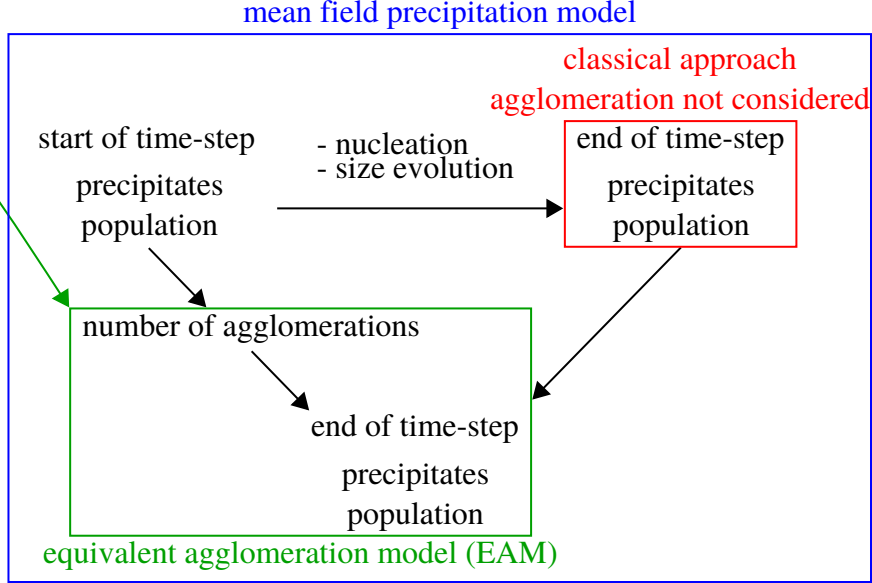 mean field precipitation model
classical approach
agglomeration not considered
start of time-step
precipitates
population
- nucleation
- size evolution
end of time-step
precipitates
population
number of agglomerations
end of time-step
precipitates
population
equivalent agglomeration model (EAM)